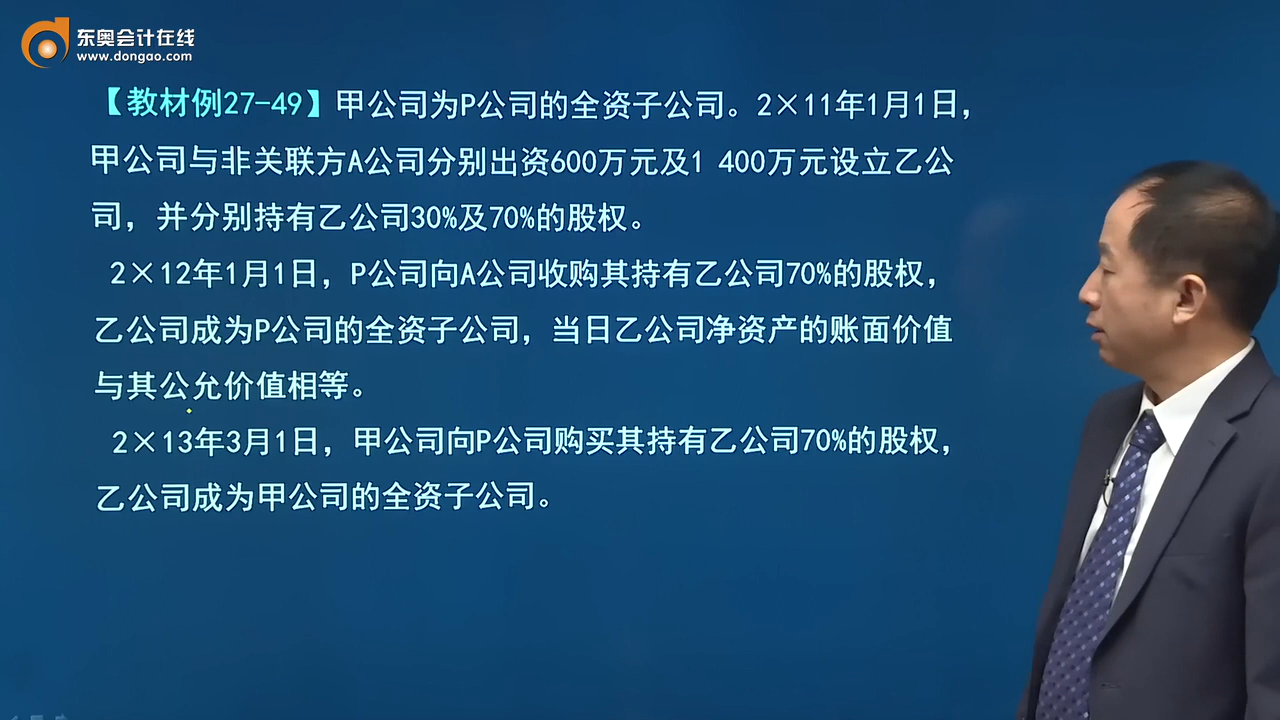 东奥会计在线
www.dongao.com
【教材例27-49】甲公司为P公司的全资子公司。2×11年1月1日，
甲公司与非关联方A公司分别出资600万元及1 400万元设立乙公
司，并分别持有乙公司30%及70%的股权。
2×12年1月1日，P公司向A公司收购其持有乙公司70%的股权，
乙公司成为P公司的全资子公司，当日乙公司净资产的账面价值
与其公允价值相等。
2×13年3月1日，甲公司向P公司购买其持有乙公司70%的股权，
乙公司成为甲公司的全资子公司。